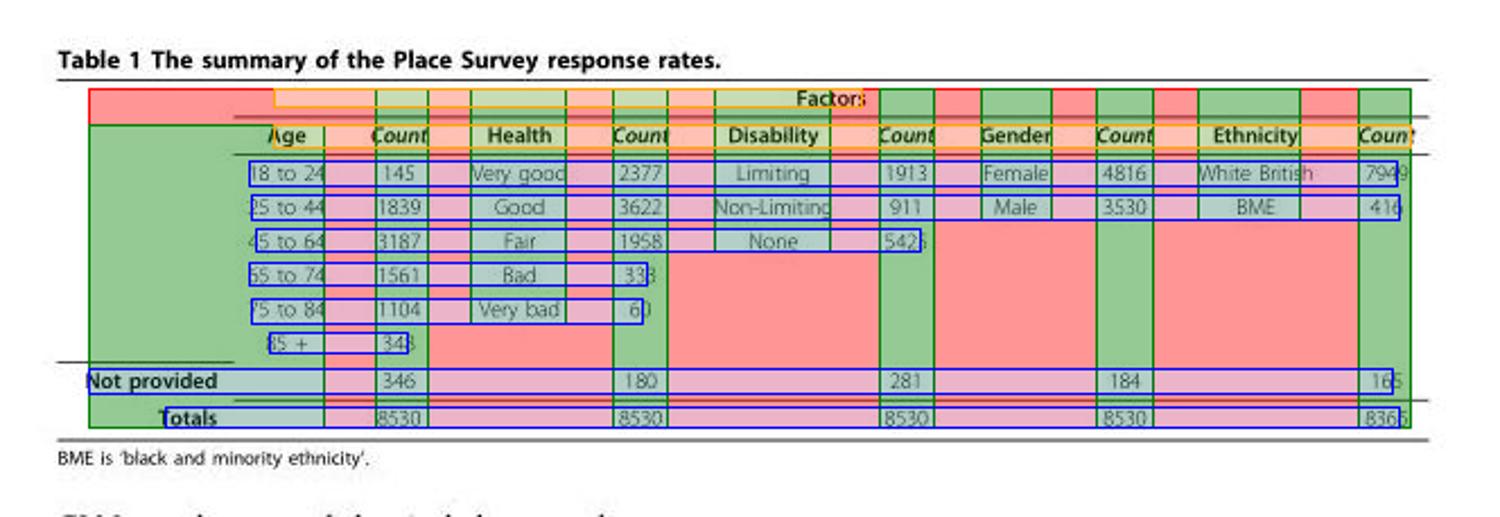 Table 1 The summary of the Place Survey response rates.
Factors
Age Count Health Count Disability Count Gender Count Ethnicity Count
18 to 24 145 Very good 2377 Limiting 1913 Female 4816 White British 7949
25 to 44 1839 Good 3622 Non-Limiting 911 Male 3530 BME 416
45 to 64 3187 Fair 1958 None 5425
65 to 74 1561 Bad 333
75 to 84 1104 Very bad 60
85 + 348
Not provided 346 180 281 184 165
Totals 8530 8530 8530 8530 8365
BME is 'black and minority ethnicity'.